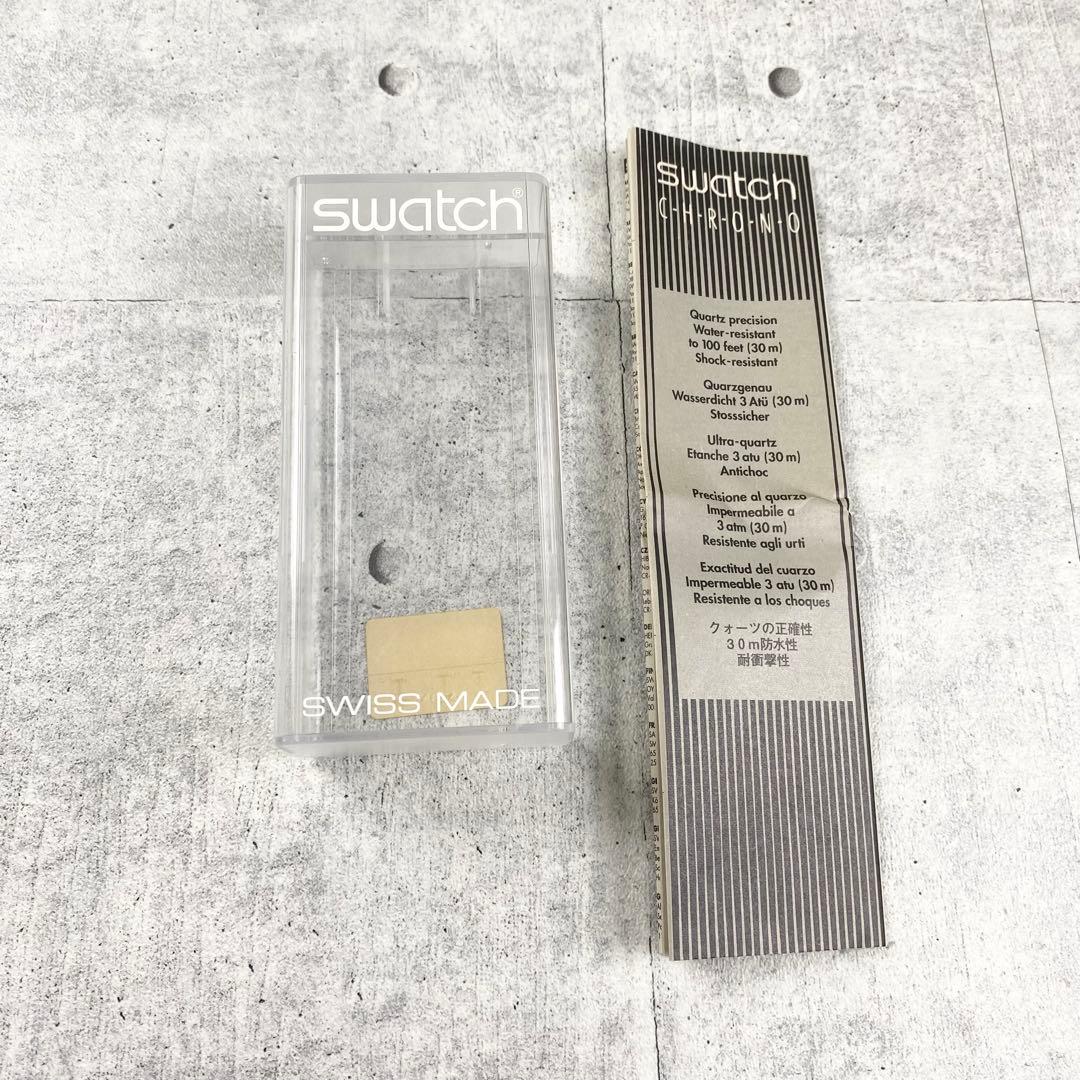 swatch®
SWISS MADE
swatch
C-H-R-O-N-O
Quartz precision
Water-resistant
to 100 feet (30 m)
Shock-resistant
Quarzgenau
Wasserdicht 3 Atü (30 m)
Stosssicher
Ultra-quartz
Etanche 3 atu (30 m)
Antichoc
Precisione al quarzo
Impermeabile a
3 atm (30 m)
Resistente agli urti
Exactitud del cuarzo
Impermeable 3 atu (30 m)
Resistente a los choques
クォーツの正確性
30m防水性
耐衝撃性